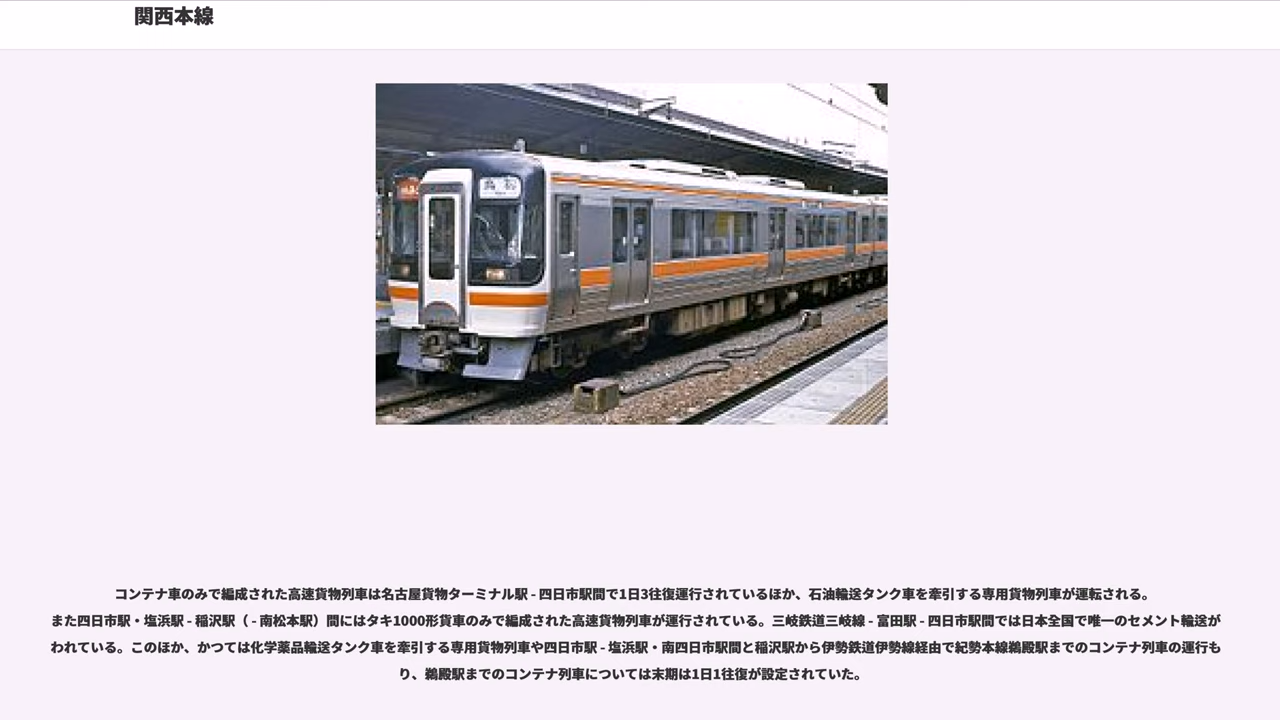 関西本線
コンテナ車のみで編成された高速貨物列車は名古屋貨物ターミナル駅 - 四日市駅間で1日3往復運行されているほか、石油輸送タンク車を牽引する専用貨物列車が運転される。
また四日市駅・塩浜駅 - 稲沢駅（ - 南松本駅）間にはタキ1000形貨車のみで編成された高速貨物列車が運行されている。三岐鉄道三岐線 - 富田駅 - 四日市駅間では日本全国で唯一のセメント輸送が
われている。このほか、かつては化学薬品輸送タンク車を牽引する専用貨物列車や四日市駅 - 塩浜駅・南四日市駅間と稲沢駅から伊勢鉄道伊勢線経由で紀勢本線鵜殿駅までのコンテナ列車の運行も
り、鵜殿駅までのコンテナ列車については末期は1日1往復が設定されていた。